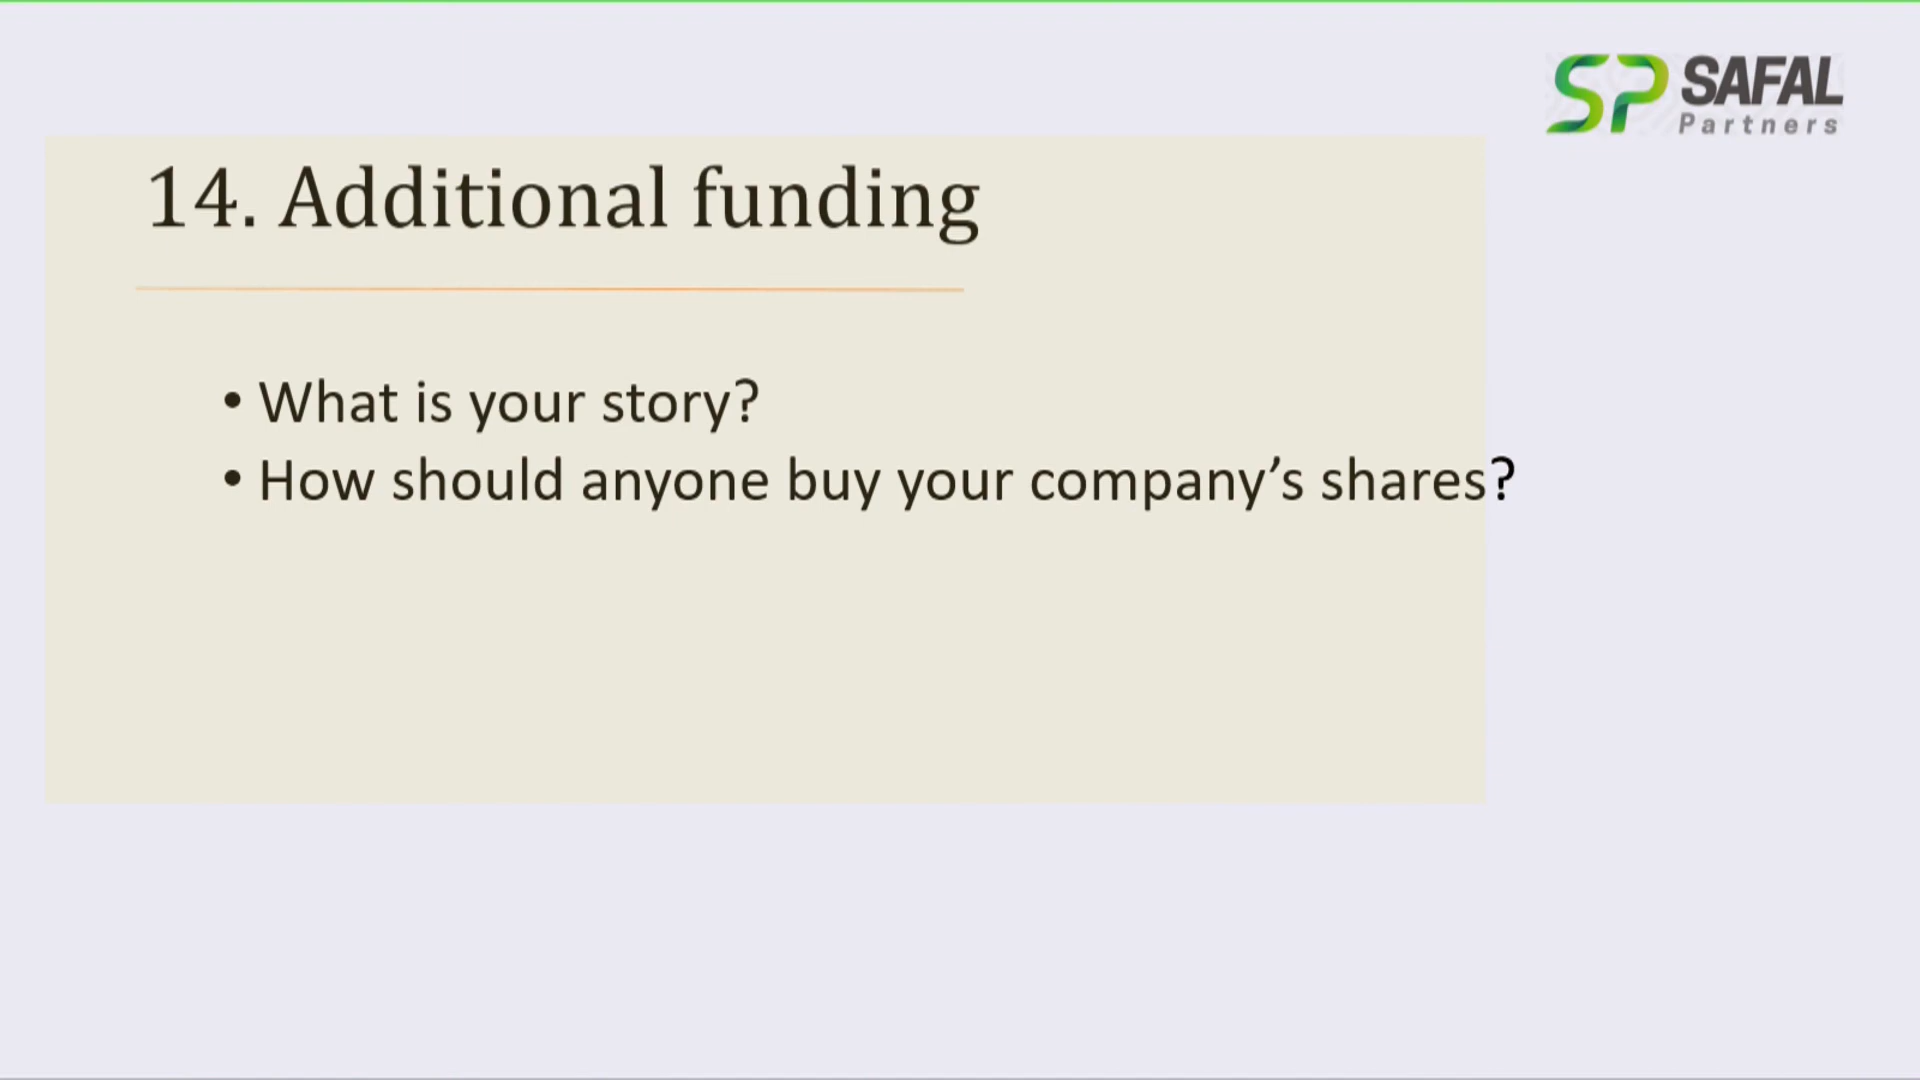 SP SAFAL
Partners
14. Additional funding
• What is your story?
• How should anyone buy your company’s shares?